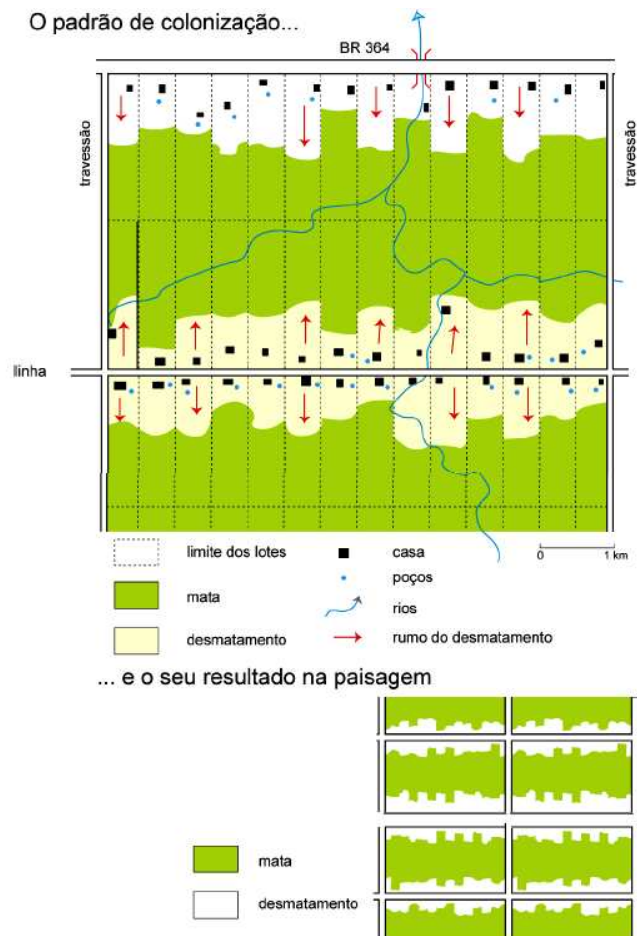 O padrão de colonização...
BR 364
travessão
travessão
linha
limite dos lotes
casa
0 1 km
mata
poços
rios
desmatamento
rumo do desmatamento
... e o seu resultado na paisagem
mata
desmatamento